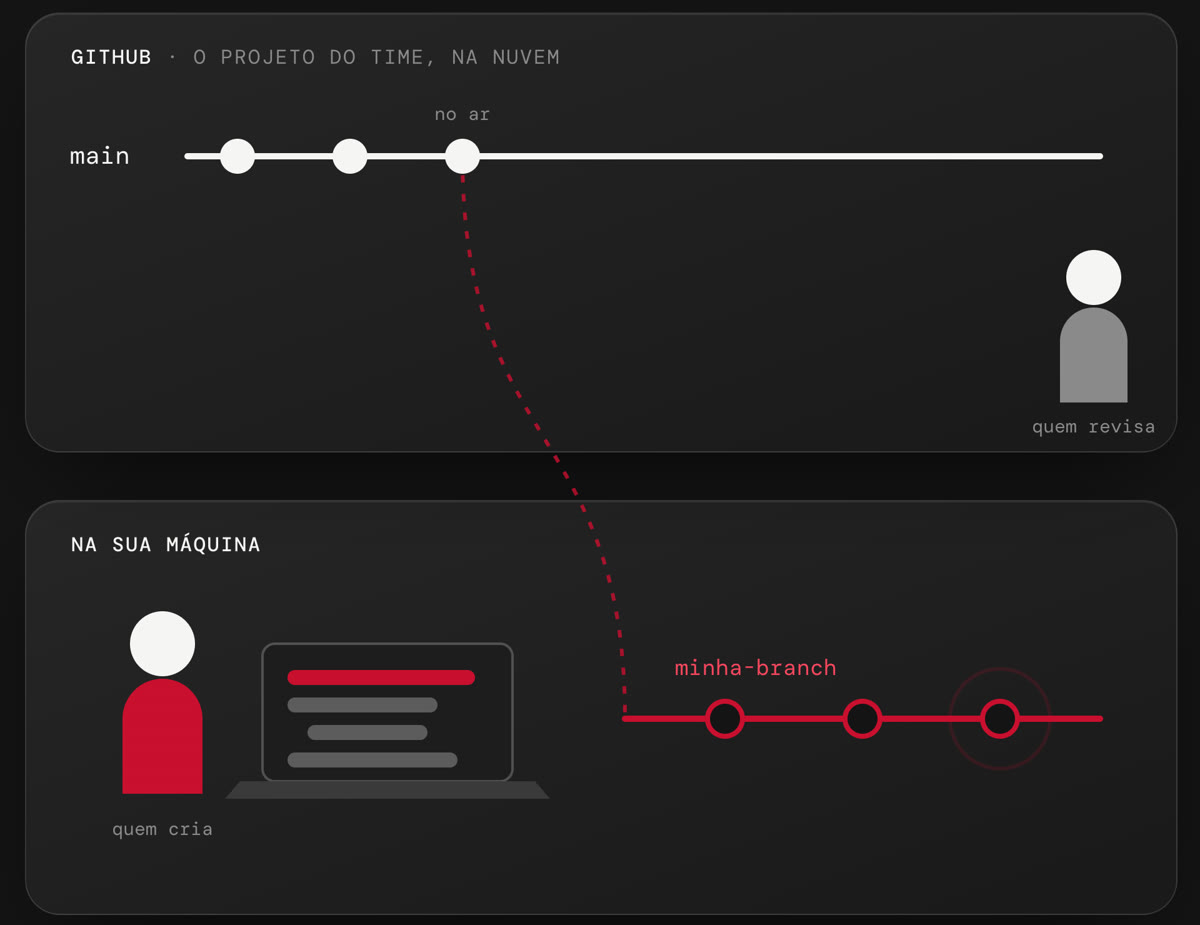 GITHUB · O PROJETO DO TIME, NA NUVEM
no ar
main
quem revisa
NA SUA MÁQUINA
minha-branch
quem cria